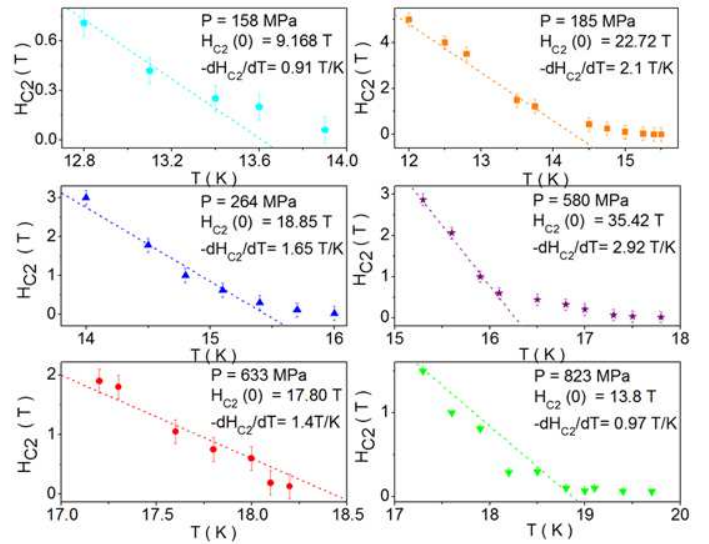 P = 158 MPa
H_C2 (0) = 9.168 T
-dH_C2/dT= 0.91 T/K
H_C2 (T)
0.6
0.3
0.0
12.8 13.2 13.6 14.0
T ( K )
P = 185 MPa
H_C2 (0) = 22.72 T
-dH_C2/dT= 2.1 T/K
4
2
0
12 13 14 15
T ( K )
P = 264 MPa
H_C2 (0) = 18.85 T
-dH_C2/dT= 1.65 T/K
H_C2 (T)
3
2
1
0
14 15 16
T ( K )
P = 580 MPa
H_C2 (0) = 35.42 T
-dH_C2/dT= 2.92 T/K
3
2
1
0
15 16 17 18
T ( K )
P = 633 MPa
H_C2 (0) = 17.80 T
-dH_C2/dT= 1.4T/K
H_C2 (T)
2
1
0
17.0 17.5 18.0 18.5
T ( K )
P = 823 MPa
H_C2 (0) = 13.8 T
-dH_C2/dT= 0.97 T/K
H_C2 (T)
1
0
17 18 19 20
T ( K )